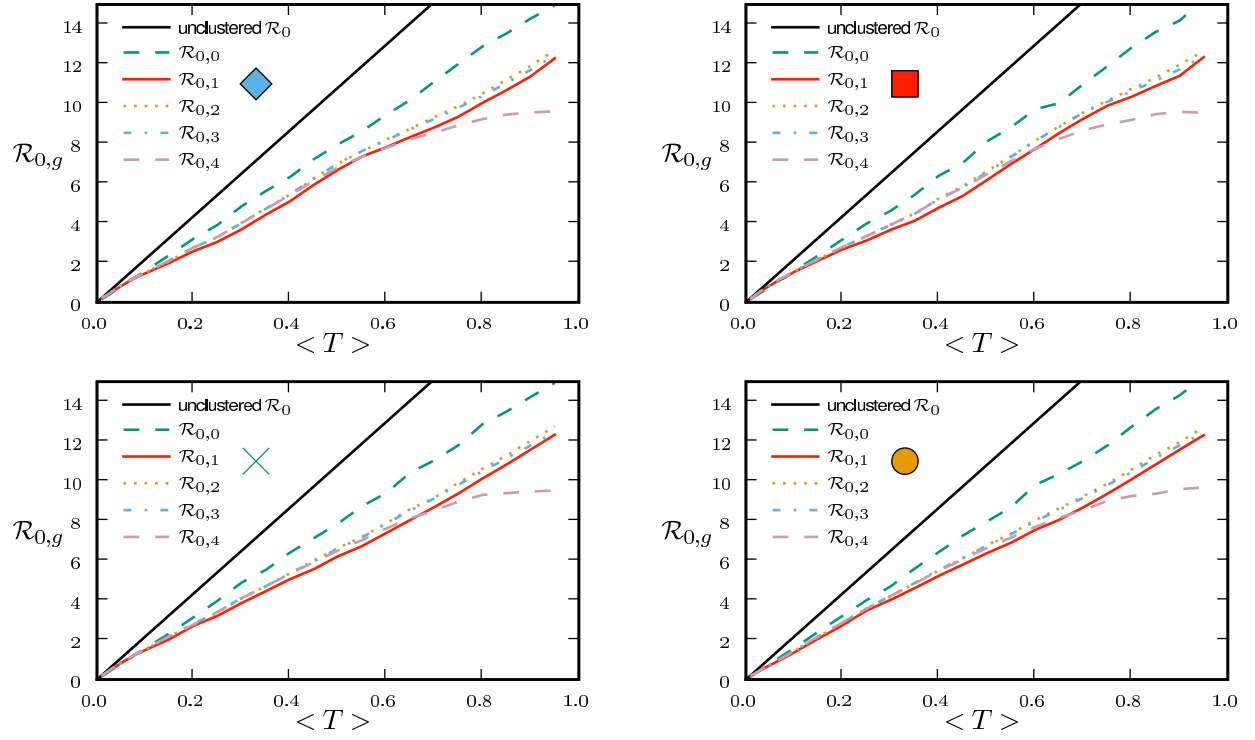 unclustered R₀
R₀,₀
R₀,₁
R₀,₂
R₀,₃
R₀,₄
R₀,g
14
12
10
8
6
4
2
0
0.0 0.2 0.4 0.6 0.8 1.0
< T >
unclustered R₀
R₀,₀
R₀,₁
R₀,₂
R₀,₃
R₀,₄
R₀,g
14
12
10
8
6
4
2
0
0.0 0.2 0.4 0.6 0.8 1.0
< T >
unclustered R₀
R₀,₀
R₀,₁
R₀,₂
R₀,₃
R₀,₄
R₀,g
14
12
10
8
6
4
2
0
0.0 0.2 0.4 0.6 0.8 1.0
< T >
unclustered R₀
R₀,₀
R₀,₁
R₀,₂
R₀,₃
R₀,₄
R₀,g
14
12
10
8
6
4
2
0
0.0 0.2 0.4 0.6 0.8 1.0
< T >